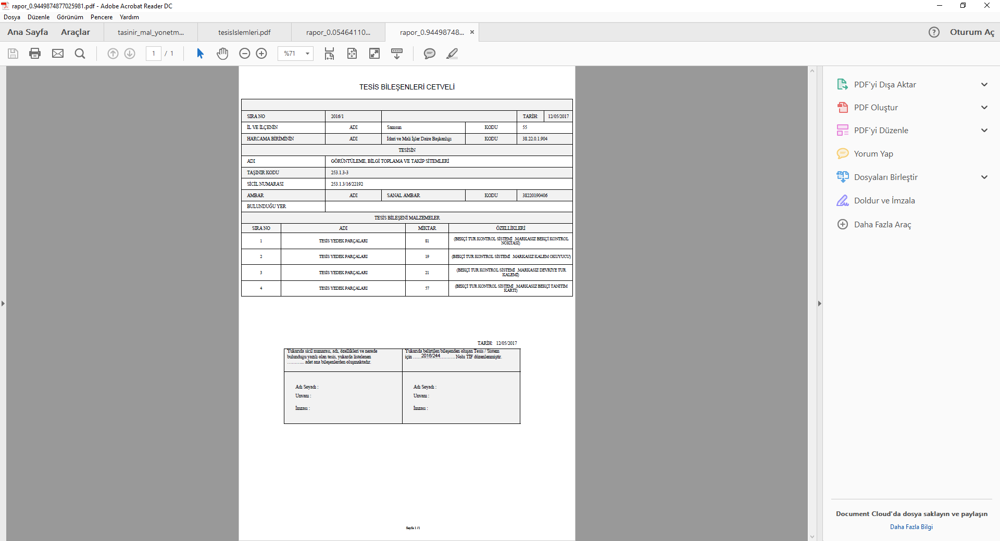 rapor_0.9449874877025981.pdf - Adobe Acrobat Reader DC
Dosya Düzenle Görünüm Pencere Yardım
Ana Sayfa Araçlar tasinir_mal_yonetm... tesisIslemleri.pdf rapor_0.05464110... rapor_0.94498748... × ? Oturum Aç
1 / 1 %71
TESİS BİLEŞENLERİ CETVELİ
SIRA NO 2016/1 TARİH: 12/05/2017
İL VE İLÇENİN ADI Samsun KODU 55
HARCAMA BİRİMİNİN ADI İdari ve Mali İşler Daire Başkanlığı KODU 38.22.0.1.904
TESİSİN
ADI GÖRÜNTÜLEME, BİLGİ TOPLAMA VE TAKİP SİTEMLERİ
TAŞINIR KODU 253.1.3-3
SİCİL NUMARASI 253.1.3/16/22192
AMBAR ADI SANAL AMBAR KODU 38220190406
BULUNDUĞU YER
TESİS BİLEŞENİ MALZEMELER
SIRA NO ADI MİKTAR ÖZELLİKLERİ
1 TESİS YEDEK PARÇALARI 81 (BEKÇİ TUR KONTROL SİSTEMİ .MARKASIZ BEKÇİ KONTROL
NOKTASI)
2 TESİS YEDEK PARÇALARI 19 (BEKÇİ TUR KONTROL SİSTEMİ .MARKASIZ KALEM OKUYUCU)
3 TESİS YEDEK PARÇALARI 21 (BEKÇİ TUR KONTROL SİSTEMİ .MARKASIZ DEVRİYE TUR
KALEMİ)
4 TESİS YEDEK PARÇALARI 57 (BEKÇİ TUR KONTROL SİSTEMİ .MARKASIZ BEKÇİ TANITIM
KARTI)
TARİH: 12/05/2017
Yukarıda sicil numarası, adı, özellikleri ve nerede
bulunduğu yazılı olan tesis, yukarda listelenen
........... adet ana bileşenlerden oluşmaktadır.
Yukarıda belirtilen bileşenden oluşan Tesis / Sistem
için ......2016/244......... Nolu TİF düzenlenmiştir.
Adı Soyadı : Adı Soyadı :
Unvanı : Unvanı :
İmzası : İmzası :
Sayfa 1 /1
PDF'yi Dışa Aktar
PDF Oluştur
PDF'yi Düzenle
Yorum Yap
Dosyaları Birleştir
Doldur ve İmzala
Daha Fazla Araç
Document Cloud'da dosya saklayın ve paylaşın
Daha Fazla Bilgi